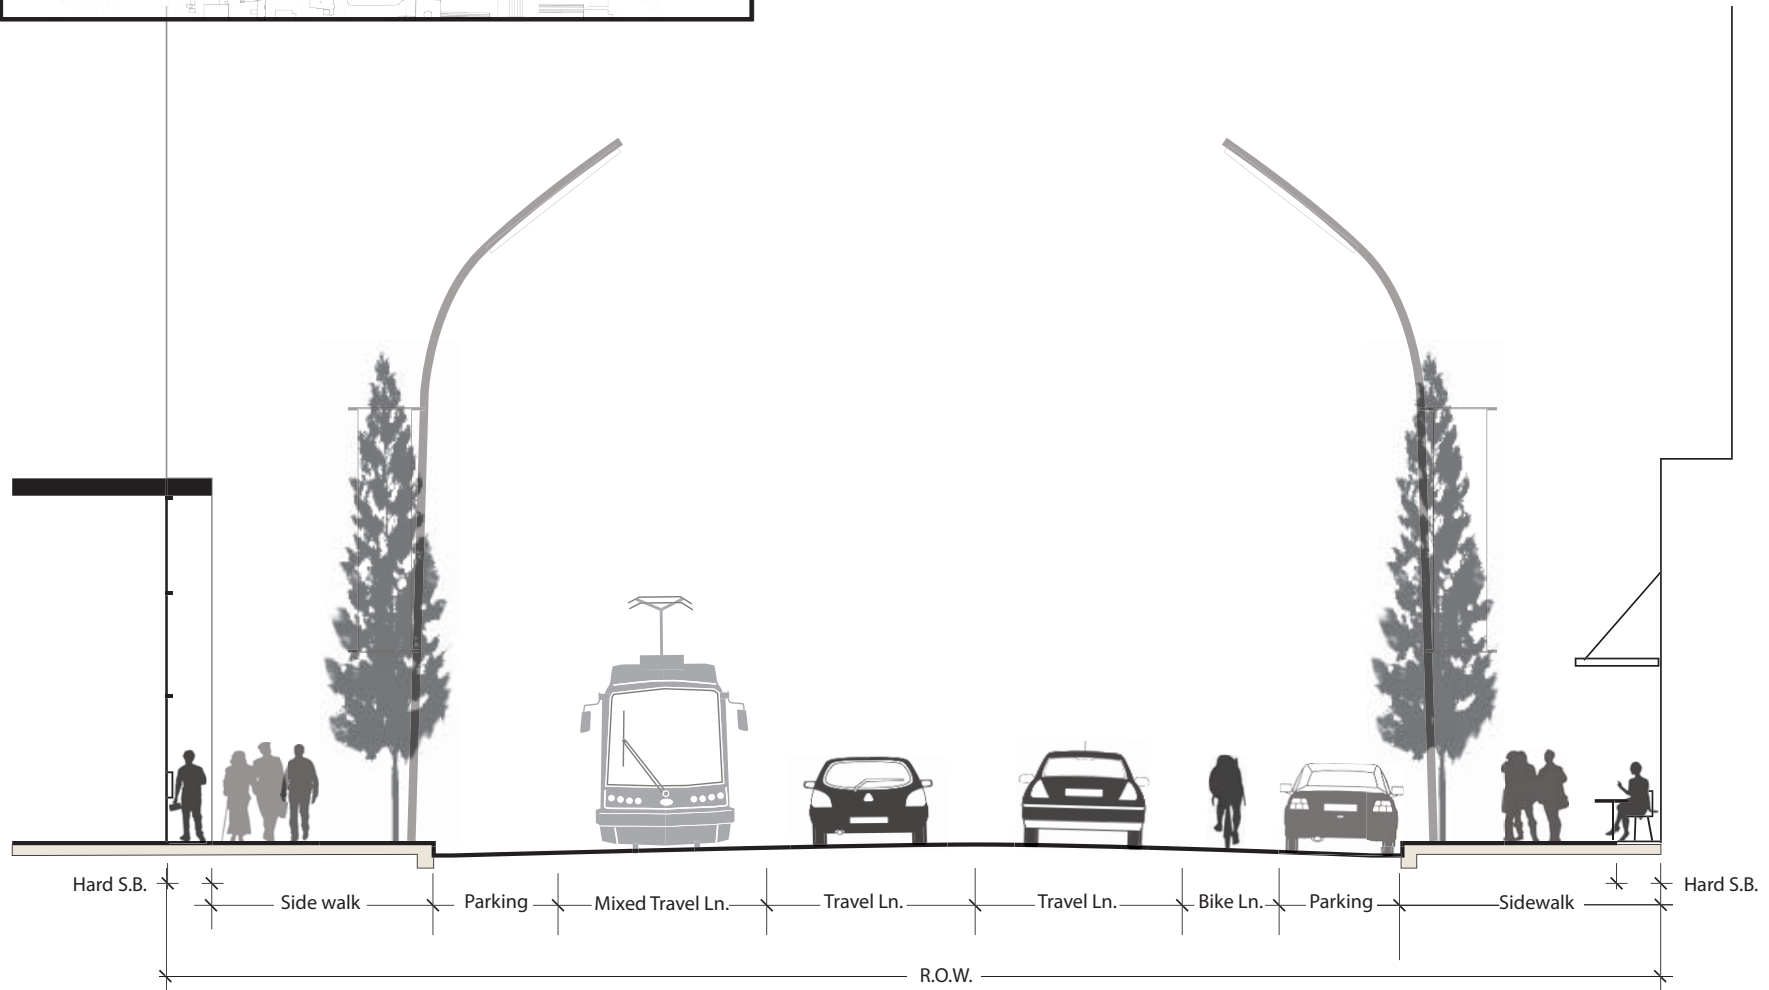 Hard S.B.
Hard S.B.
Side walk
Parking
Mixed Travel Ln.
Travel Ln.
Travel Ln.
Bike Ln.
Parking
Sidewalk
R.O.W.